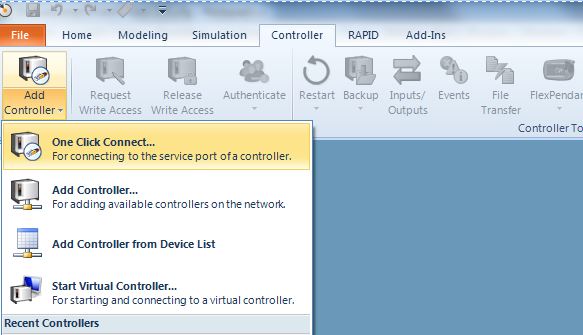 File Home Modeling Simulation Controller RAPID Add-Ins
Add Controller
Request Write Access
Release Write Access
Authenticate
Restart
Backup
Inputs/ Outputs
Events
File Transfer
FlexPendan
Controller To
One Click Connect...
For connecting to the service port of a controller.
Add Controller...
For adding available controllers on the network.
Add Controller from Device List
Start Virtual Controller...
For starting and connecting to a virtual controller.
Recent Controllers